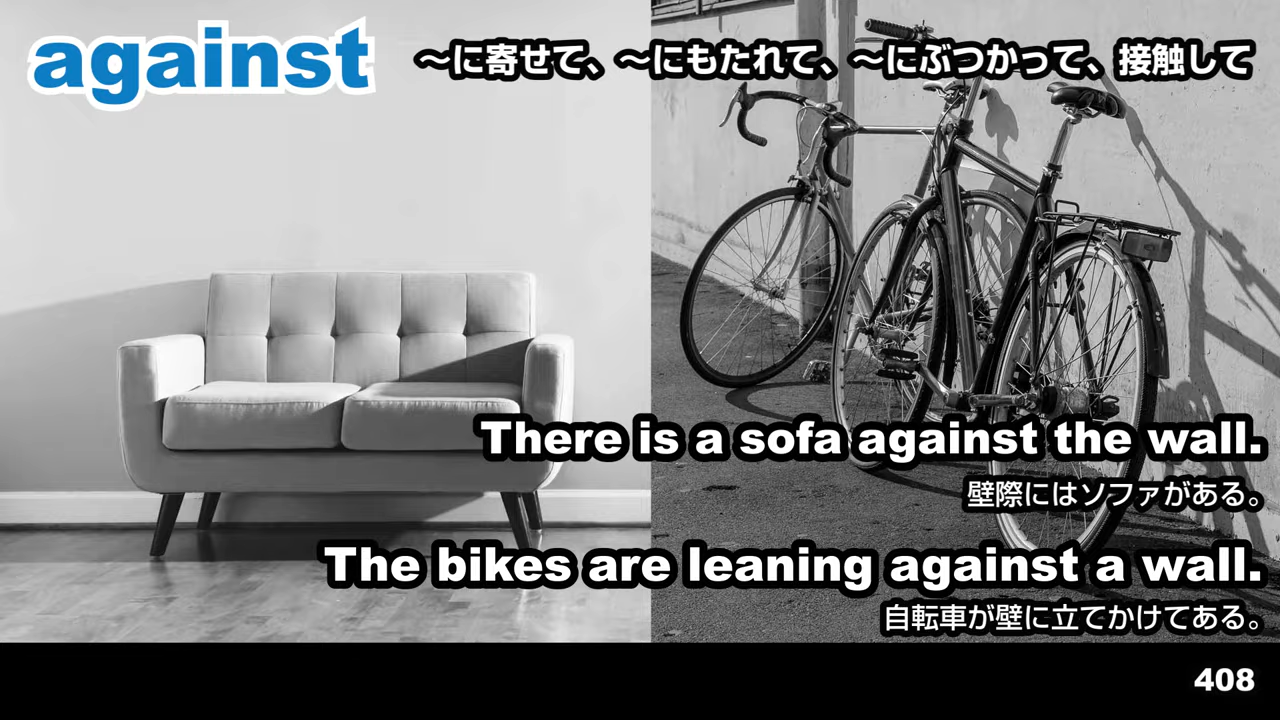 against
～に寄せて、～にもたれて、～にぶつかって、接触して
There is a sofa against the wall.
壁際にはソファがある。
The bikes are leaning against a wall.
自転車が壁に立てかけてある。
408